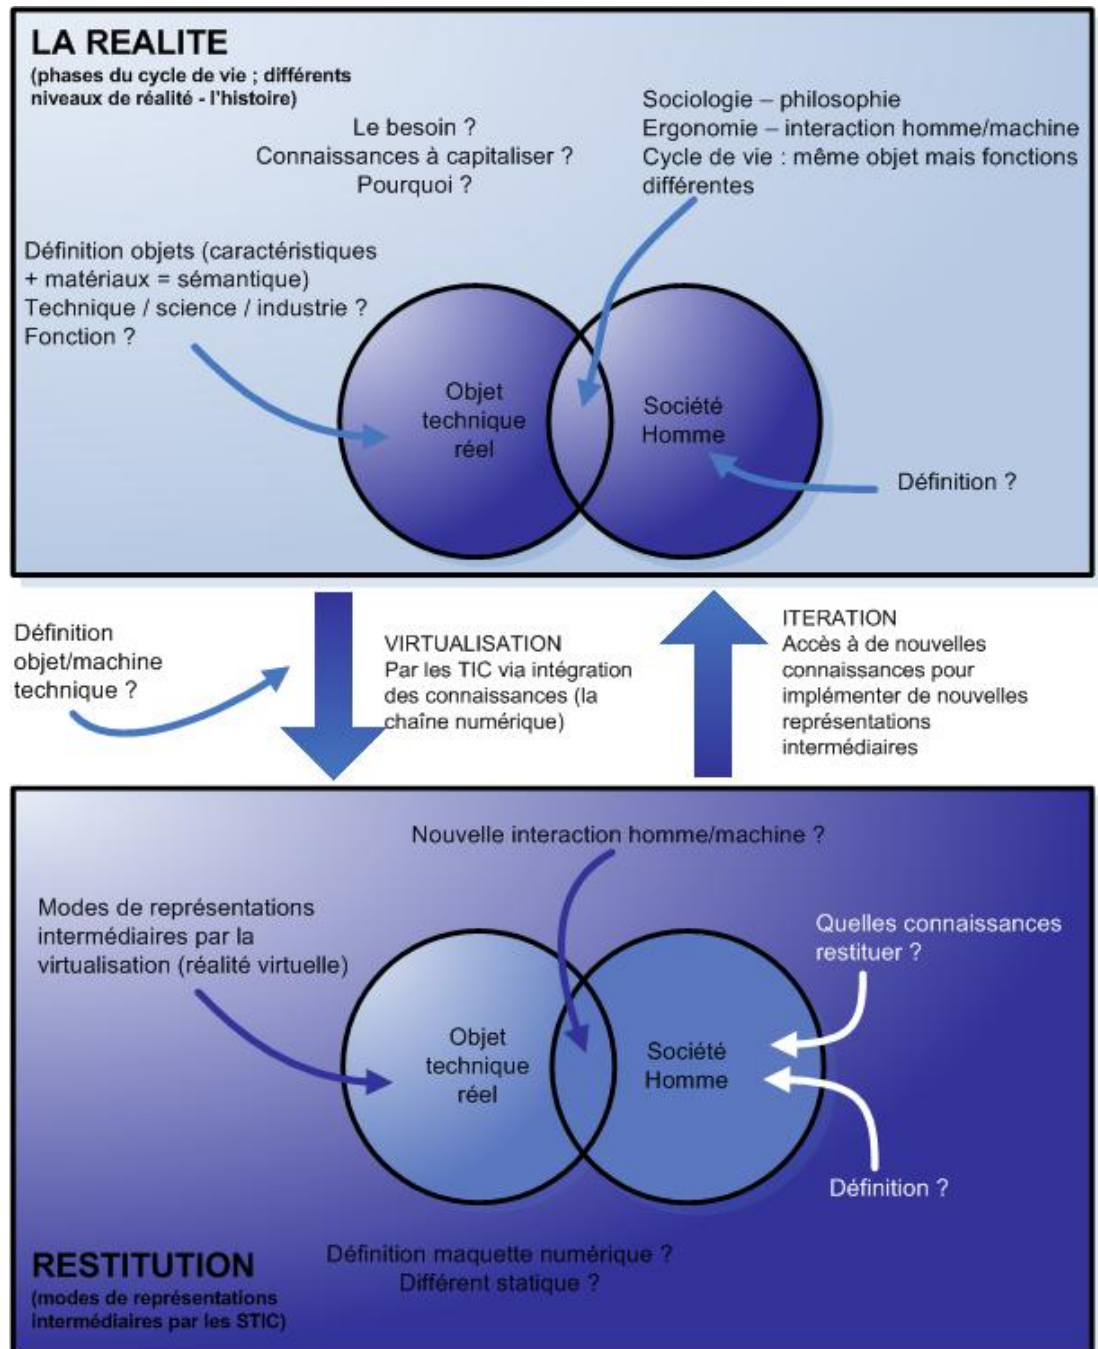 LA REALITE
(phases du cycle de vie ; différents
niveaux de réalité - l'histoire)
Le besoin ?
Connaissances à capitaliser ?
Pourquoi ?
Sociologie – philosophie
Ergonomie – interaction homme/machine
Cycle de vie : même objet mais fonctions
différentes
Définition objets (caractéristiques
+ matériaux = sémantique)
Technique / science / industrie ?
Fonction ?
Objet
technique
réel
Société
Homme
Définition ?
Définition
objet/machine
technique ?
VIRTUALISATION
Par les TIC via intégration
des connaissances (la
chaîne numérique)
ITERATION
Accès à de nouvelles
connaissances pour
implémenter de nouvelles
représentations
intermédiaires
Nouvelle interaction homme/machine ?
Modes de représentations
intermédiaires par la
virtualisation (réalité virtuelle)
Quelles connaissances
restituer ?
Objet
technique
réel
Société
Homme
Définition ?
Définition maquette numérique ?
Différent statique ?
RESTITUTION
(modes de représentations
intermédiaires par les STIC)